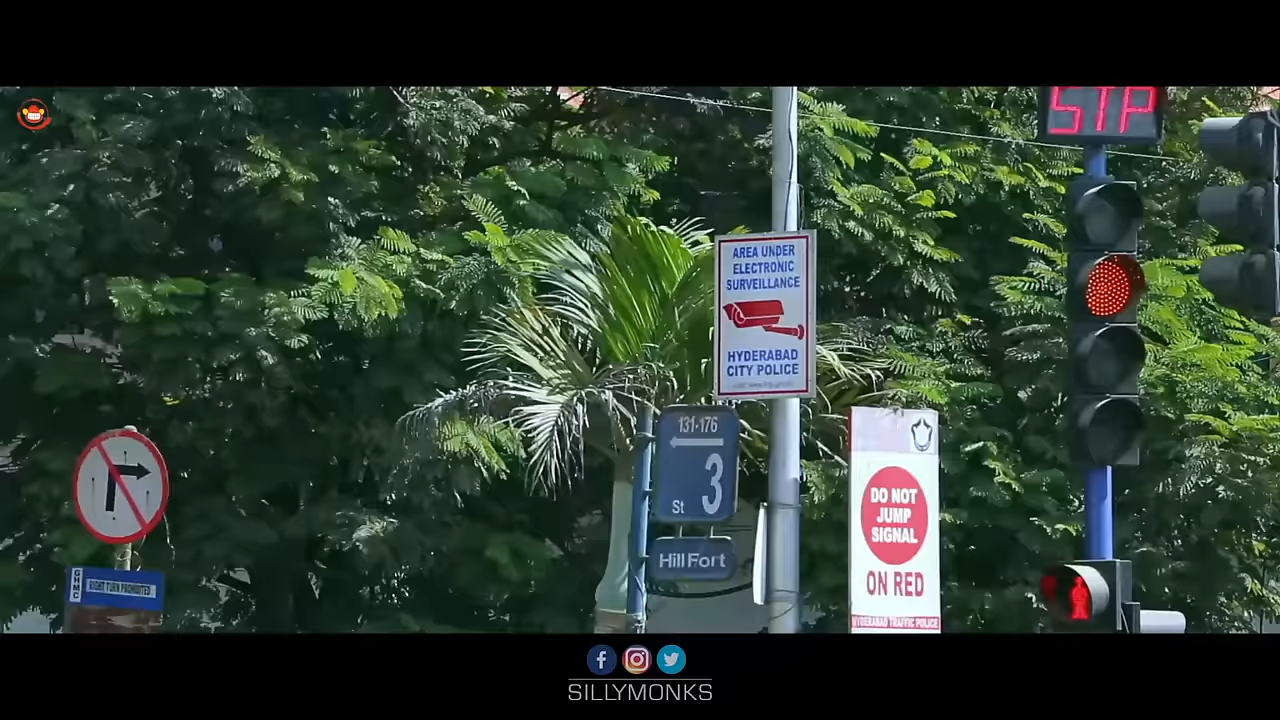 STP
AREA UNDER
ELECTRONIC
SURVEILLANCE
HYDERABAD
CITY POLICE
131-176
3
St
Hill Fort
DO NOT
JUMP
SIGNAL
ON RED
HYDERABAD TRAFFIC POLICE
GHMC
RIGHT TURN PROHIBITED
SILLYMONKS